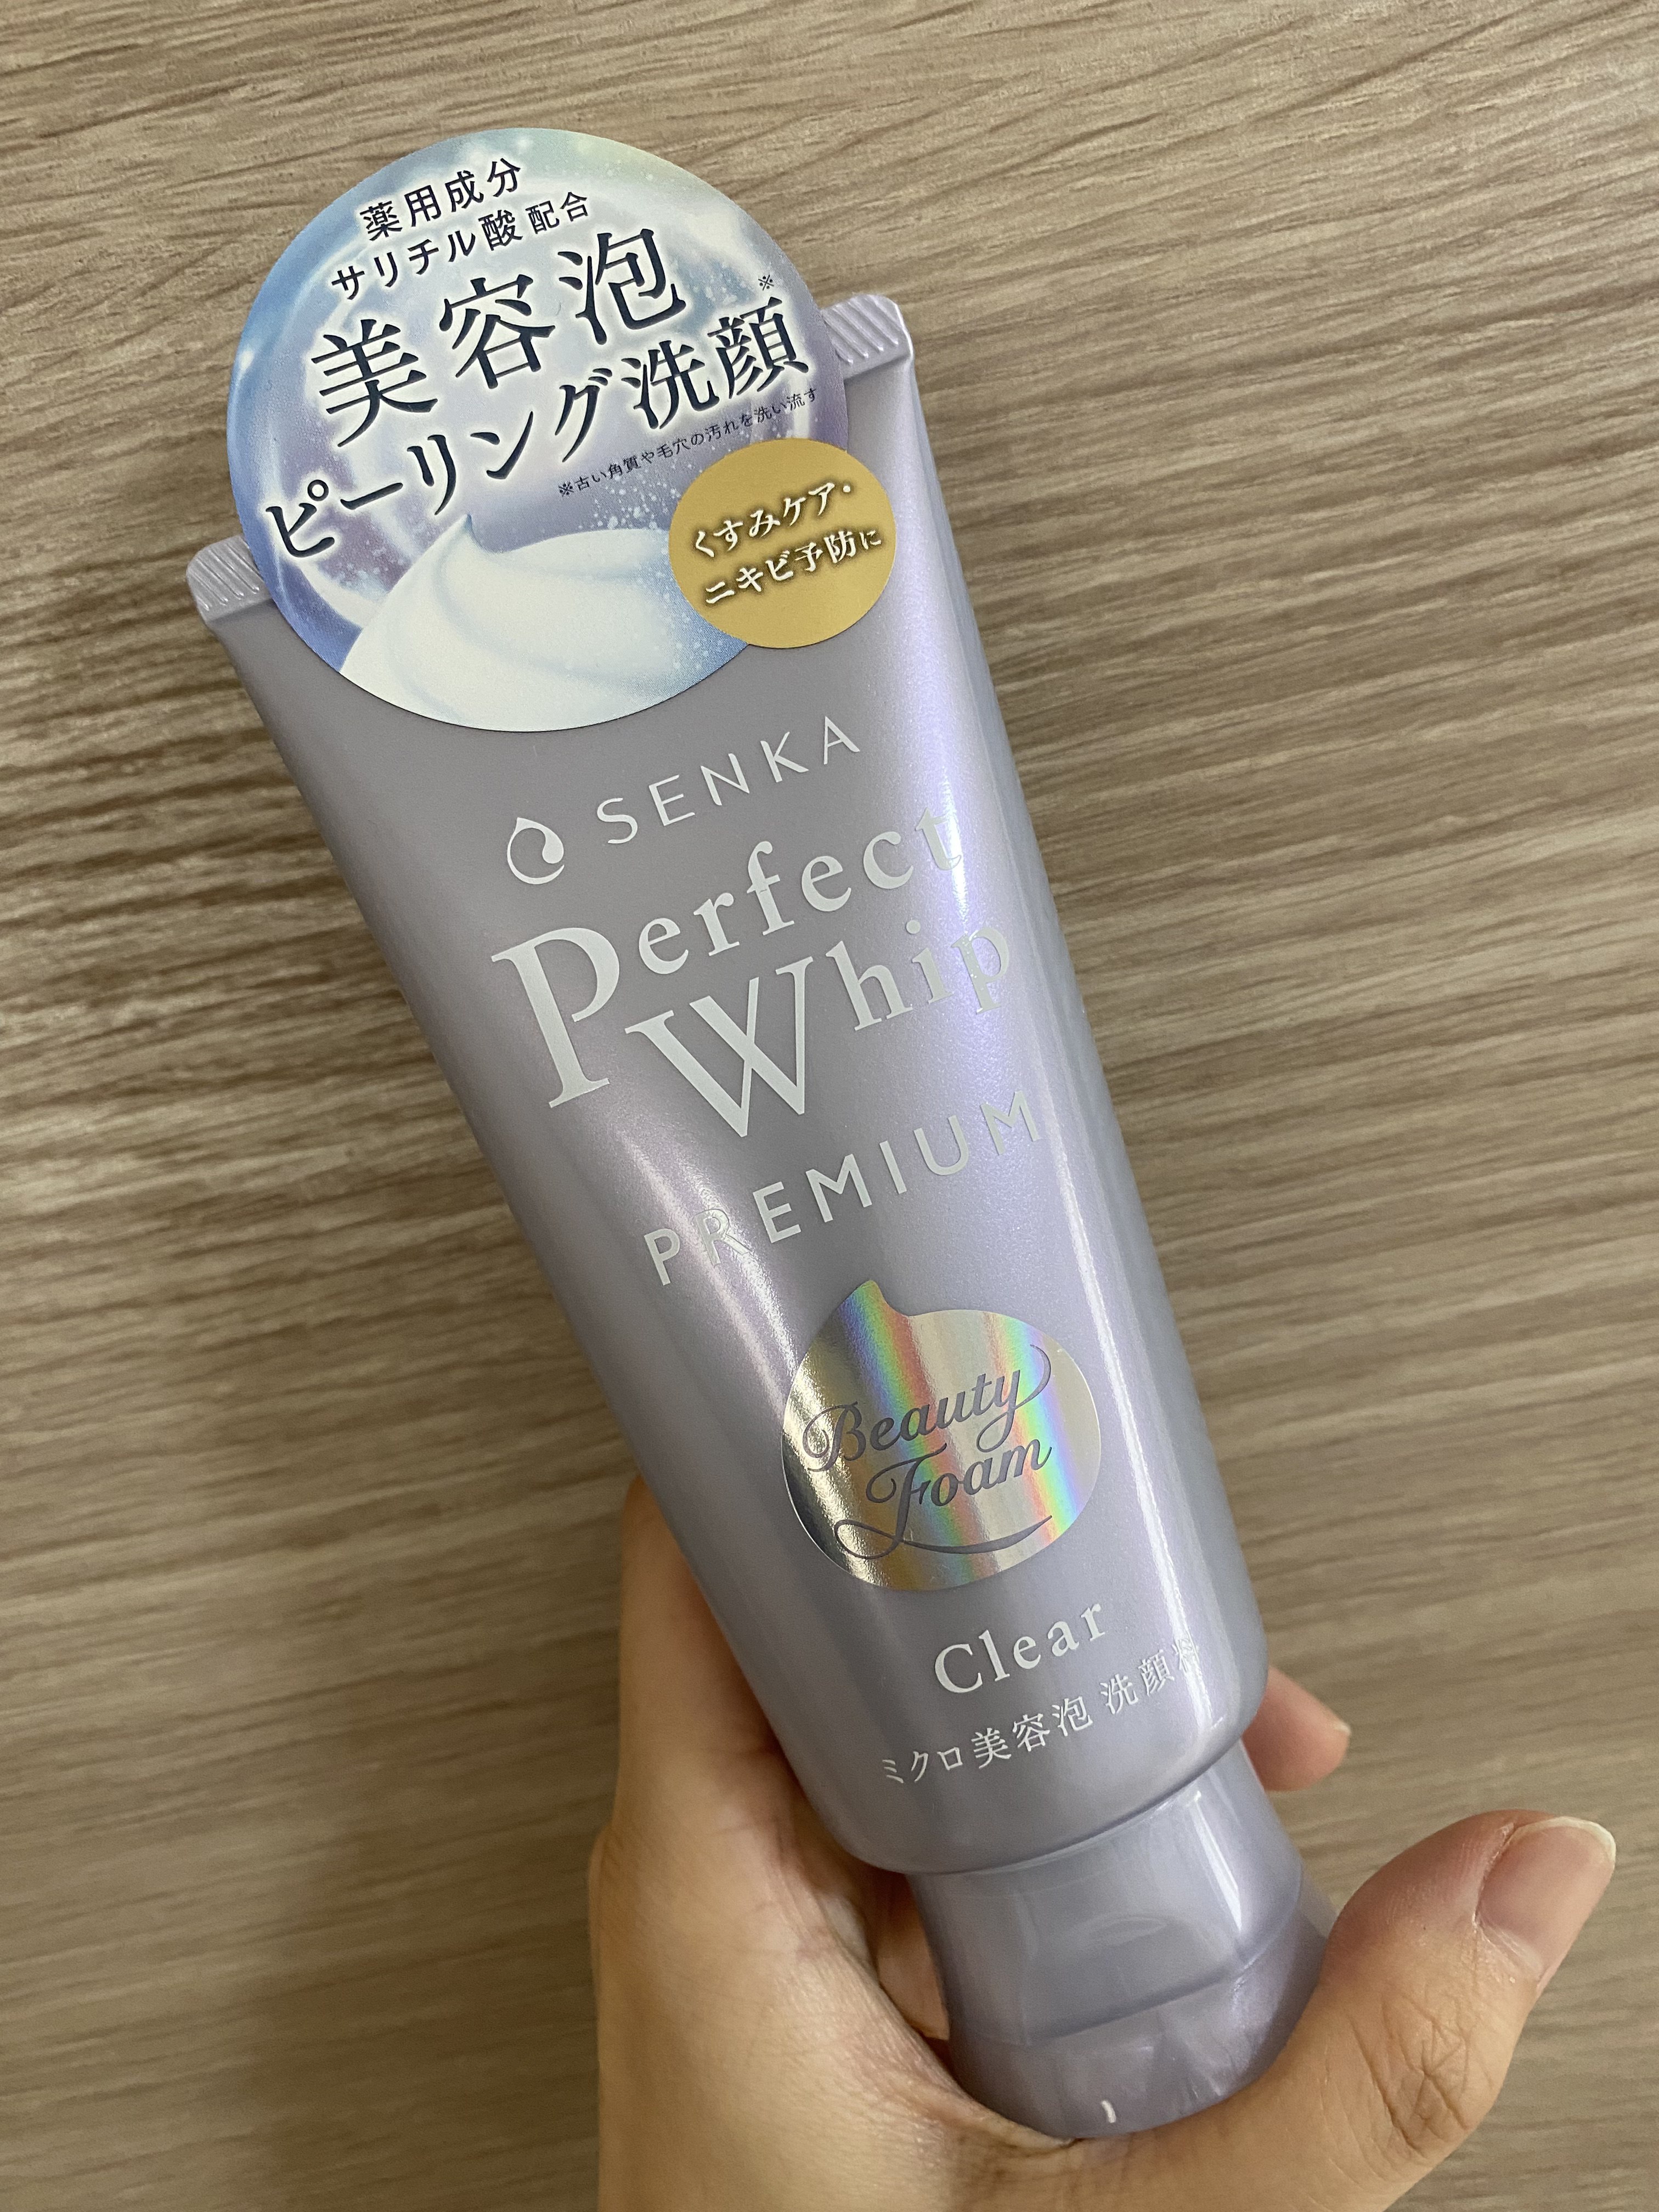 薬用成分
サリチル酸 配合
美容泡
ピーリング洗顔※
※古い角質や毛穴の汚れを洗い流す
くすみケア・
ニキビ予防に
SENKA
Perfect
Whip
PREMIUM
Beauty
Foam
Clear
ミクロ美容泡 洗顔料